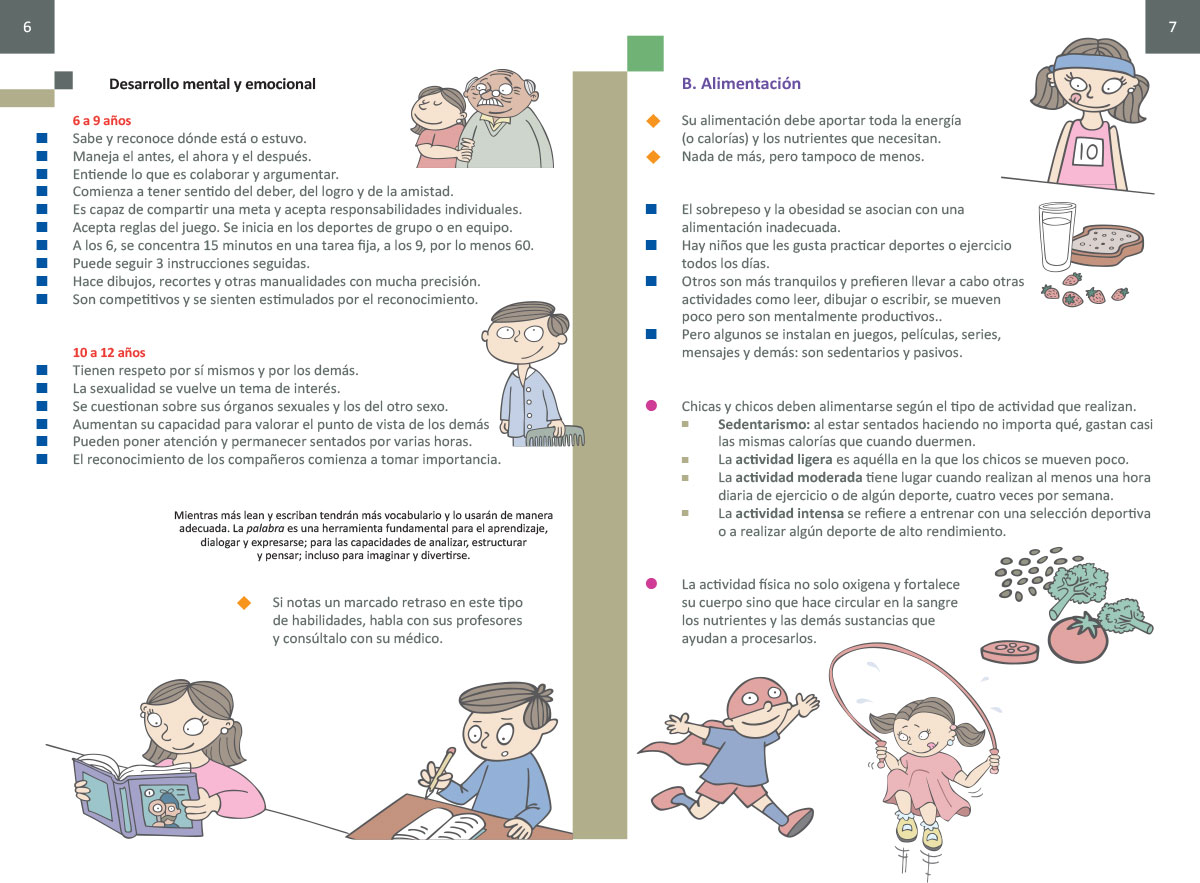 6
Desarrollo mental y emocional
6 a 9 años
Sabe y reconoce dónde está o estuvo.
Maneja el antes, el ahora y el después.
Entiende lo que es colaborar y argumentar.
Comienza a tener sentido del deber, del logro y de la amistad.
Es capaz de compartir una meta y acepta responsabilidades individuales.
Acepta reglas del juego. Se inicia en los deportes de grupo o en equipo.
A los 6, se concentra 15 minutos en una tarea fija, a los 9, por lo menos 60.
Puede seguir 3 instrucciones seguidas.
Hace dibujos, recortes y otras manualidades con mucha precisión.
Son competitivos y se sienten estimulados por el reconocimiento.
10 a 12 años
Tienen respeto por sí mismos y por los demás.
La sexualidad se vuelve un tema de interés.
Se cuestionan sobre sus órganos sexuales y los del otro sexo.
Aumentan su capacidad para valorar el punto de vista de los demás
Pueden poner atención y permanecer sentados por varias horas.
El reconocimiento de los compañeros comienza a tomar importancia.
Mientras más lean y escriban tendrán más vocabulario y lo usarán de manera
adecuada. La palabra es una herramienta fundamental para el aprendizaje,
dialogar y expresarse; para las capacidades de analizar, estructurar
y pensar; incluso para imaginar y divertirse.
Si notas un marcado retraso en este tipo
de habilidades, habla con sus profesores
y consúltalo con su médico.
7
B. Alimentación
Su alimentación debe aportar toda la energía
(o calorías) y los nutrientes que necesitan.
Nada de más, pero tampoco de menos.
10
El sobrepeso y la obesidad se asocian con una
alimentación inadecuada.
Hay niños que les gusta practicar deportes o ejercicio
todos los días.
Otros son más tranquilos y prefieren llevar a cabo otras
actividades como leer, dibujar o escribir, se mueven
poco pero son mentalmente productivos..
Pero algunos se instalan en juegos, películas, series,
mensajes y demás: son sedentarios y pasivos.
Chicas y chicos deben alimentarse según el tipo de actividad que realizan.
Sedentarismo: al estar sentados haciendo no importa qué, gastan casi
las mismas calorías que cuando duermen.
La actividad ligera es aquélla en la que los chicos se mueven poco.
La actividad moderada tiene lugar cuando realizan al menos una hora
diaria de ejercicio o de algún deporte, cuatro veces por semana.
La actividad intensa se refiere a entrenar con una selección deportiva
o a realizar algún deporte de alto rendimiento.
La actividad física no solo oxigena y fortalece
su cuerpo sino que hace circular en la sangre
los nutrientes y las demás sustancias que
ayudan a procesarlos.